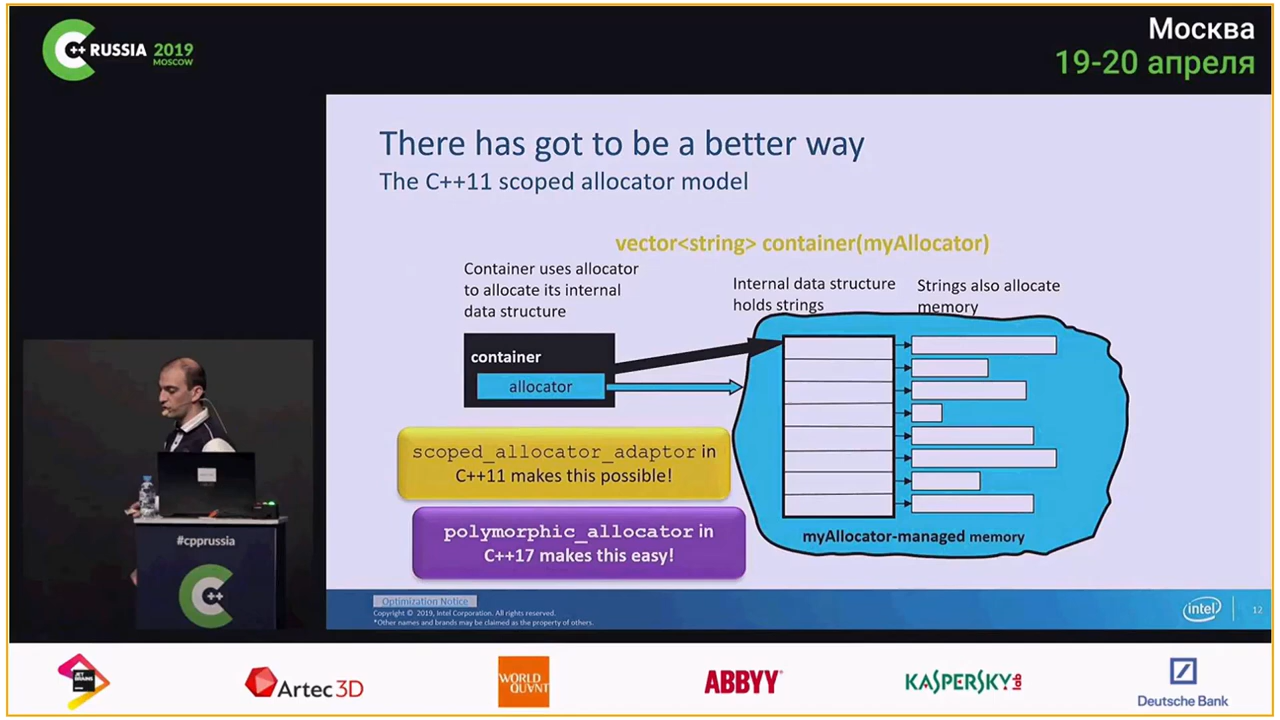 C++ RUSSIA 2019
MOSCOW
Москва
19-20 апреля
There has got to be a better way
The C++11 scoped allocator model
vector<string> container(myAllocator)
Container uses allocator
to allocate its internal
data structure
Internal data structure
holds strings
Strings also allocate
memory
container
allocator
scoped_allocator_adaptor in
C++11 makes this possible!
polymorphic_allocator in
C++17 makes this easy!
myAllocator-managed memory
#cpprussia
C++
Optimization Notice
Copyright © 2019, Intel Corporation. All rights reserved.
*Other names and brands may be claimed as the property of others.
intel
12
JET
BRAINS
Artec3D
WORLD
QUANT
ABBYY®
KASPERSKY lab
Deutsche Bank